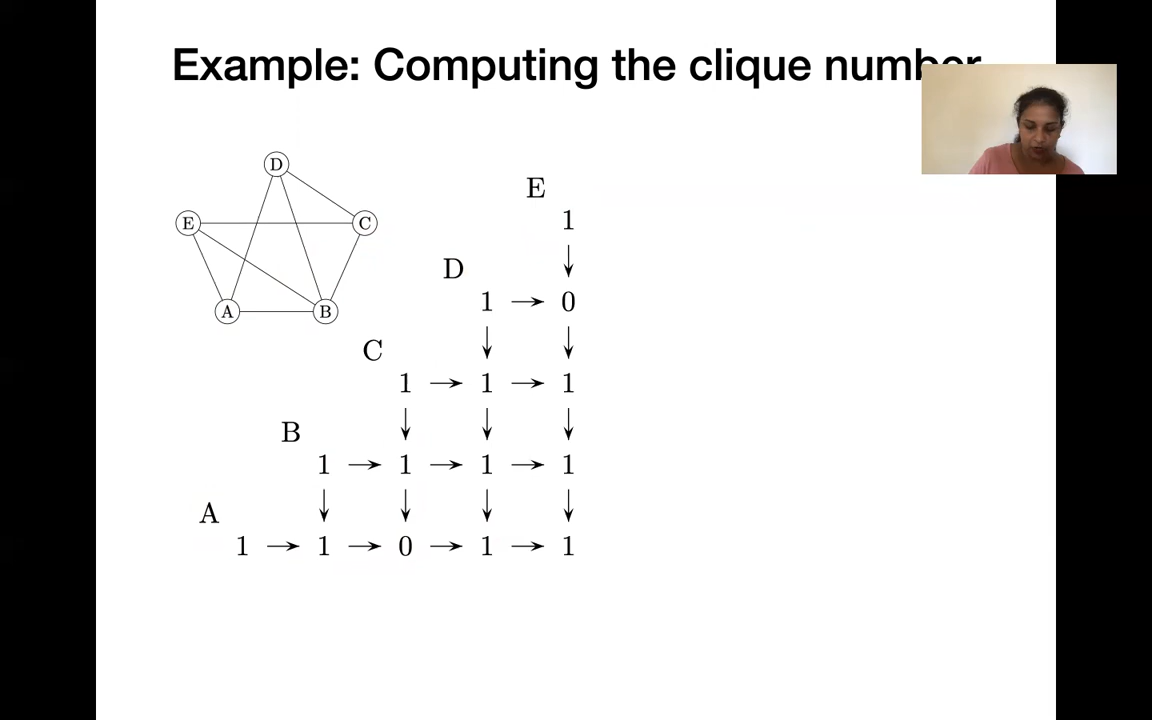 Example: Computing the clique number
D
E
C
A
B
E
1
↓
D
1 → 0
↓ ↓
C
1 → 1 → 1
↓ ↓ ↓
B
1 → 1 → 1 → 1
↓ ↓ ↓ ↓
A
1 → 1 → 0 → 1 → 1